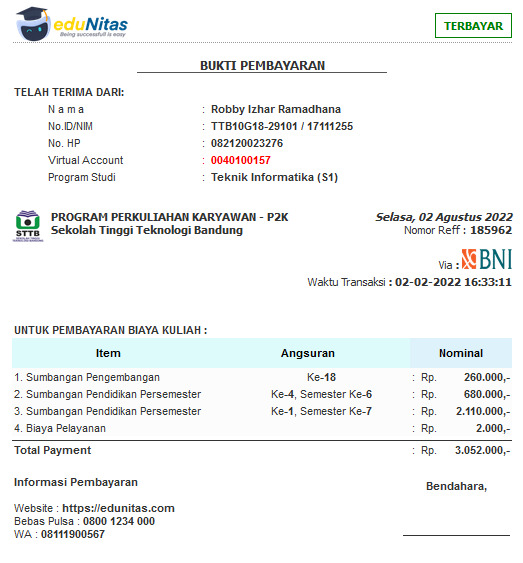 eduNitas
Being successfull is easy
TERBAYAR
BUKTI PEMBAYARAN
TELAH TERIMA DARI:
N a m a : Robby Izhar Ramadhana
No.ID/NIM : TTB10G18-29101 / 17111255
No. HP : 082120023276
Virtual Account : 0040100157
Program Studi : Teknik Informatika (S1)
STTB
SEKOLAH TINGGI
TEKNOLOGI BANDUNG
PROGRAM PERKULIAHAN KARYAWAN - P2K
Sekolah Tinggi Teknologi Bandung
Selasa, 02 Agustus 2022
Nomor Reff : 185962
Via : BNI
Waktu Transaksi : 02-02-2022 16:33:11
UNTUK PEMBAYARAN BIAYA KULIAH :
Item Angsuran Nominal
1. Sumbangan Pengembangan Ke-18 : Rp. 260.000,-
2. Sumbangan Pendidikan Persemester Ke-4, Semester Ke-6 : Rp. 680.000,-
3. Sumbangan Pendidikan Persemester Ke-1, Semester Ke-7 : Rp. 2.110.000,-
4. Biaya Pelayanan : Rp. 2.000,-
Total Payment : Rp. 3.052.000,-
Informasi Pembayaran
Bendahara,
Website : https://edunitas.com
Bebas Pulsa : 0800 1234 000
WA : 08111900567